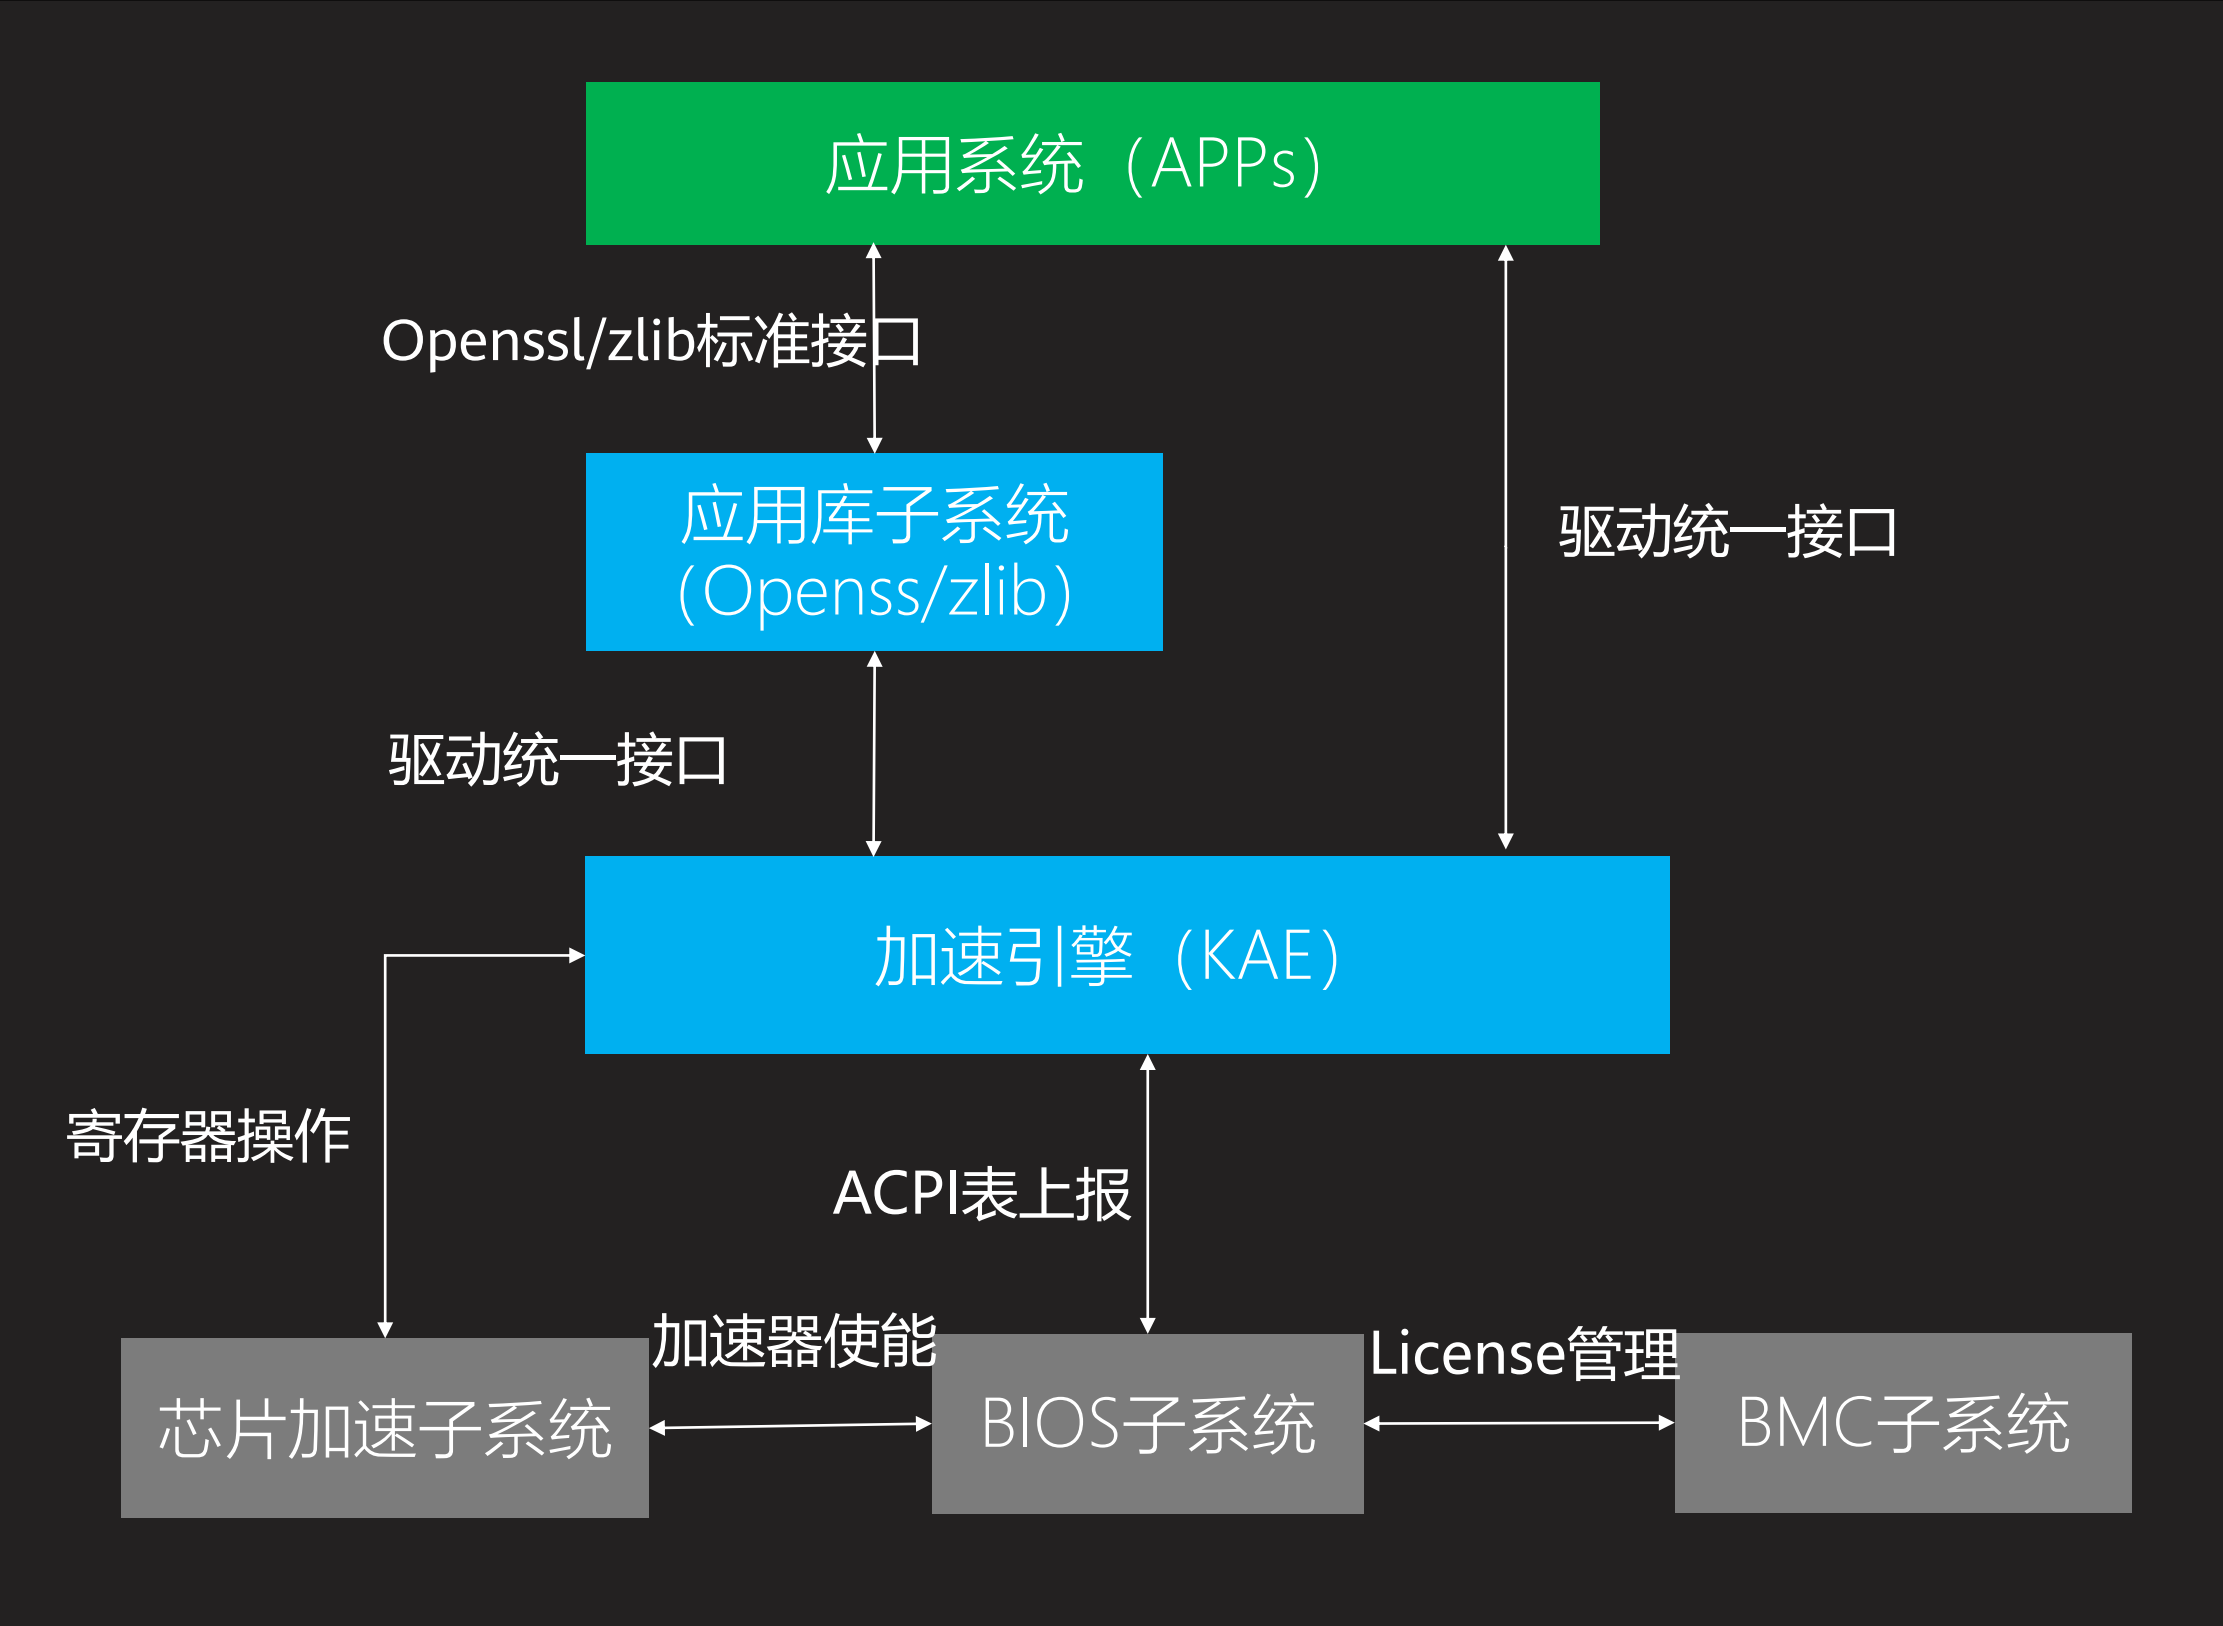 应用系统（APPs）
Openssl/zlib标准接口
应用库子系统
（Openss/zlib）
驱动统一接口
驱动统一接口
加速引擎（KAE）
寄存器操作
ACPI表上报
加速器使能
License管理
芯片加速子系统
BIOS子系统
BMC子系统